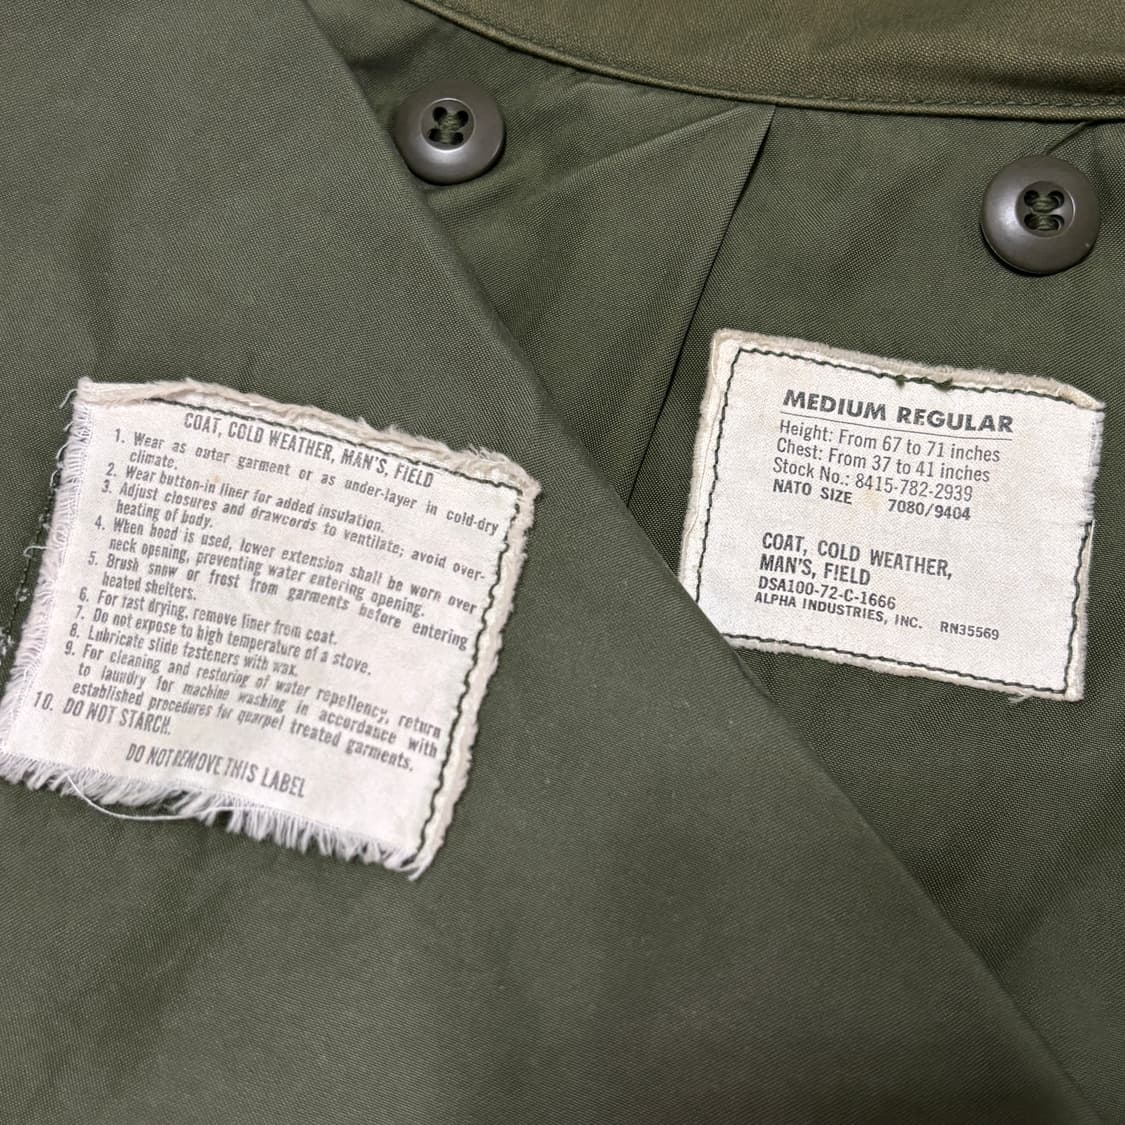 COAT, COLD WEATHER, MAN'S, FIELD
1. Wear as outer garment or as under-layer in cold-dry
climate.
2. Wear button-in liner for added insulation.
3. Adjust closures and drawcords to ventilate; avoid over-
heating of body.
4. When hood is used, lower extension shall be worn over
neck opening, preventing water entering opening.
5. Brush snow or frost from garments before entering
heated shelters.
6. For fast drying, remove liner from coat.
7. Do not expose to high temperature of a stove.
8. Lubricate slide fasteners with wax.
9. For cleaning and restoring of water repellency, return
to laundry for machine washing in accordance with
established procedures for quarpel treated garments.
10. DO NOT STARCH.
DO NOT REMOVE THIS LABEL
MEDIUM REGULAR
Height: From 67 to 71 inches
Chest: From 37 to 41 inches
Stock No.: 8415-782-2939
NATO SIZE 7080/9404
COAT, COLD WEATHER,
MAN'S, FIELD
DSA100-72-C-1666
ALPHA INDUSTRIES, INC. RN35569